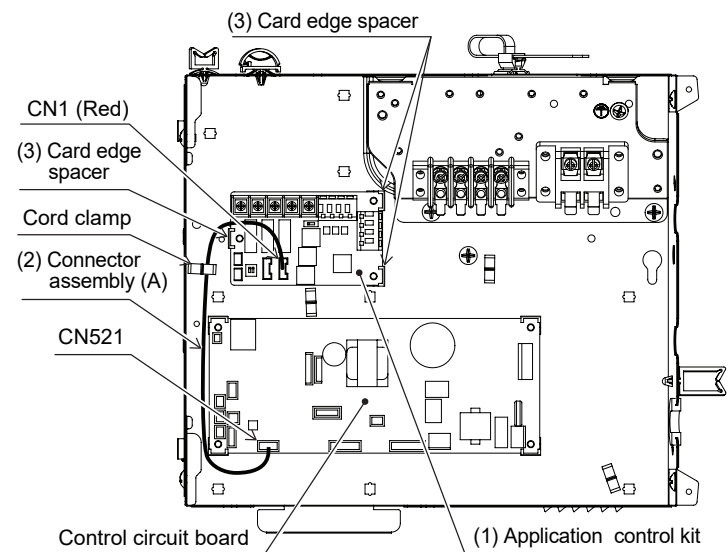 (3) Card edge spacer
CN1 (Red)
(3) Card edge
spacer
Cord clamp
(2) Connector
assembly (A)
CN521
Control circuit board
(1) Application control kit